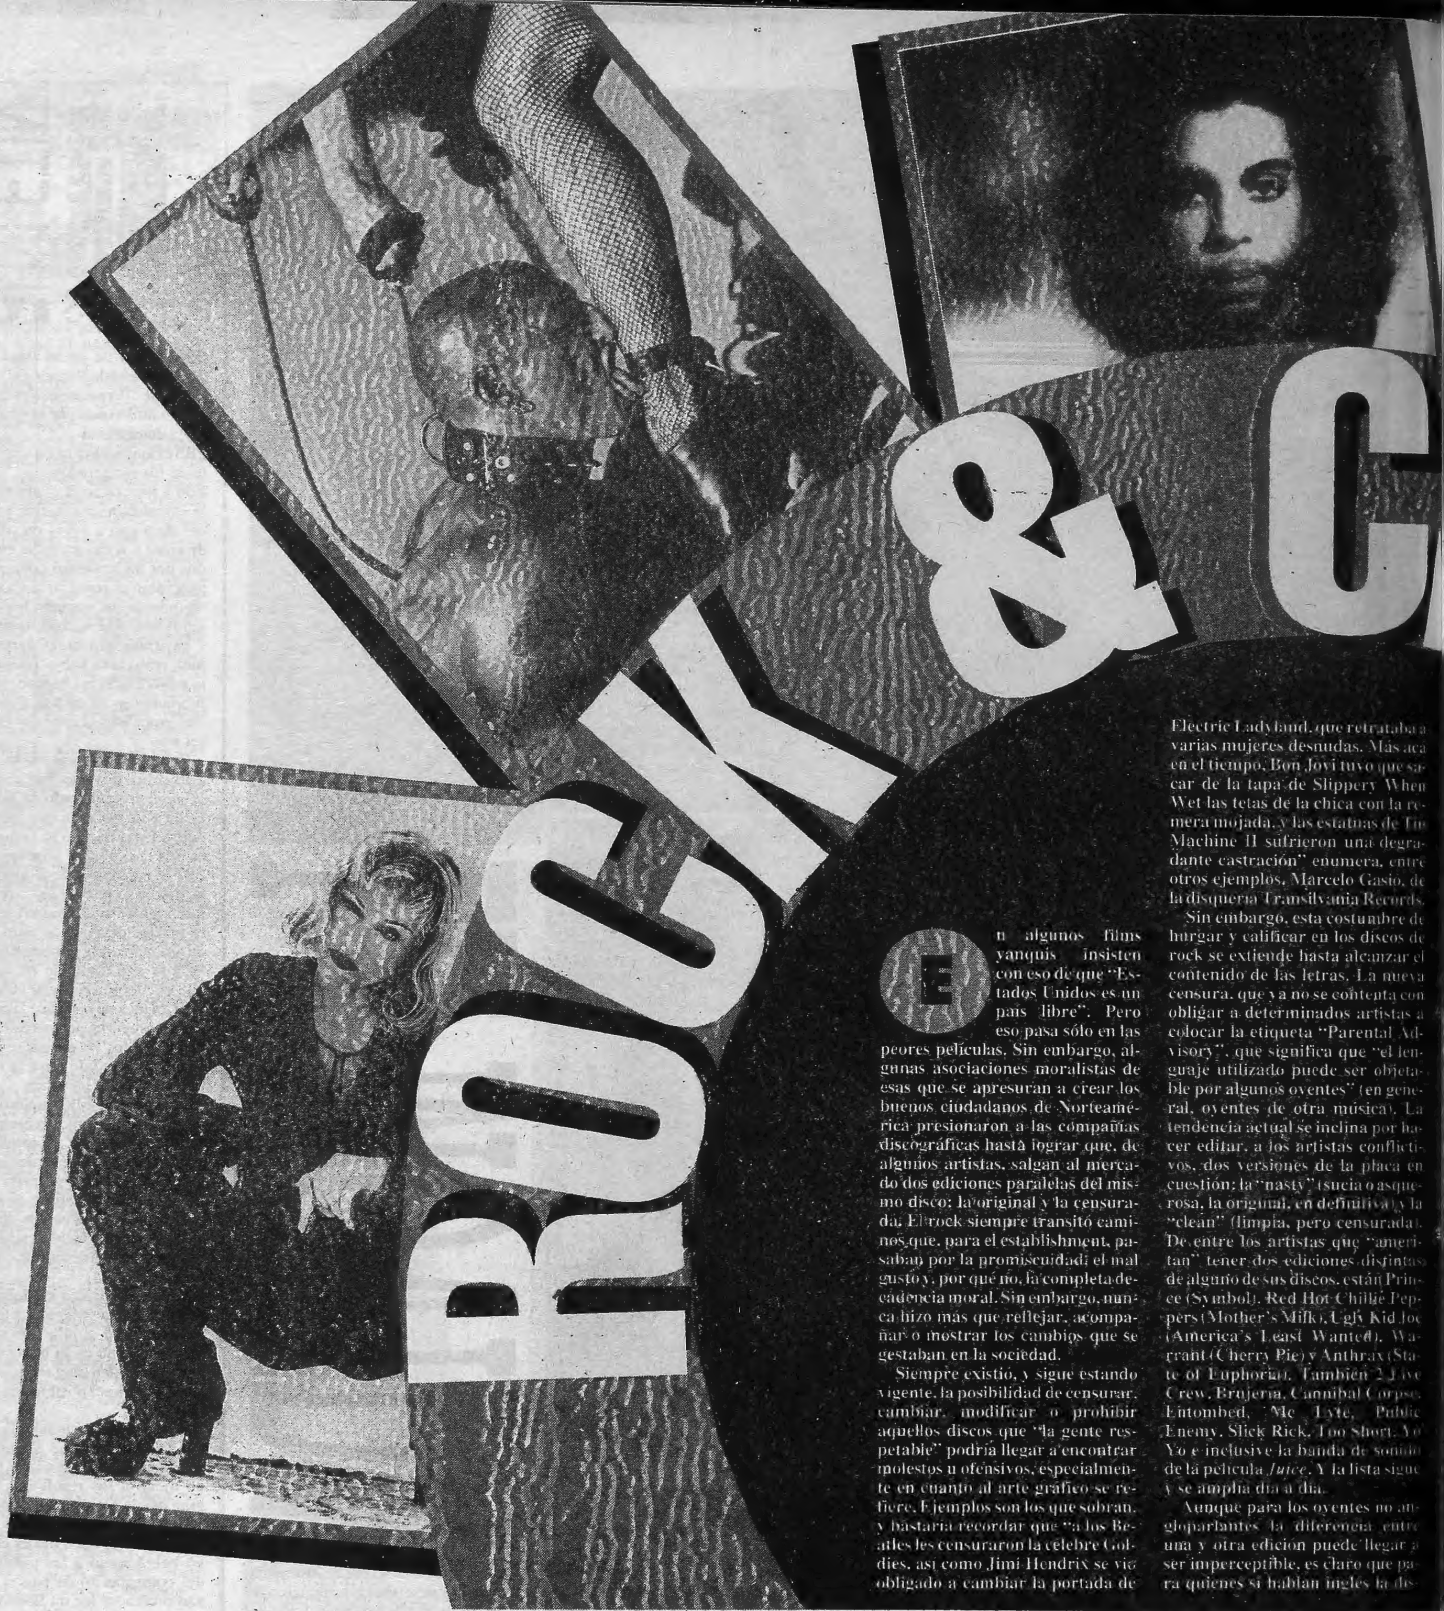 ROCK & C
En algunos films
yanquis insisten
con eso de que “Es-
tados Unidos es un
país libre”. Pero
eso pasa sólo en las
peores películas. Sin embargo, al-
gunas asociaciones moralistas de
esas que se apresuran a crear los
buenos ciudadanos de Norteamé-
rica presionaron a las compañías
discográficas hasta lograr que, de
algunos artistas, salgan al merca-
do dos ediciones paralelas del mis-
mo disco: la original y la censura-
da. El rock siempre transitó cami-
nos que, para el establishment, pa-
saban por la promiscuidad, el mal
gusto y, por qué no, la completa de-
cadencia moral. Sin embargo, nun-
ca hizo más que reflejar, acompa-
ñar o mostrar los cambios que se
gestaban en la sociedad.
Siempre existió, y sigue estando
vigente, la posibilidad de censurar,
cambiar, modificar o prohibir
aquellos discos que “la gente res-
petable” podría llegar a encontrar
molestos u ofensivos, especialmen-
te en cuanto al arte gráfico se re-
fiere. Ejemplos son los que sobran,
y bastaría recordar que “a los Be-
atles les censuraron la célebre Gol-
dies, así como Jimi Hendrix se vio
obligado a cambiar la portada de
Electric Ladyland, que retrataba a
varias mujeres desnudas. Más acá
en el tiempo, Bon Jovi tuvo que sa-
car de la tapa de Slippery When
Wet las tetas de la chica con la re-
mera mojada, y las estatuas de Tin
Machine II sufrieron una degra-
dante castración” enumera, entre
otros ejemplos, Marcelo Gasió, de
la disquería Transilvania Records.
Sin embargo, esta costumbre de
hurgar y calificar en los discos de
rock se extiende hasta alcanzar el
contenido de las letras. La nueva
censura, que ya no se contenta con
obligar a determinados artistas a
colocar la etiqueta “Parental Ad-
visory”, que significa que “el len-
guaje utilizado puede ser objeta-
ble por algunos oyentes” (en gene-
ral, oyentes de otra música). La
tendencia actual se inclina por ha-
cer editar, a los artistas conflicti-
vos, dos versiones de la placa en
cuestión: la “nasty” (sucia o asque-
rosa, la original, en definitiva) y la
“clean” (limpia, pero censurada).
De entre los artistas que “ameri-
tan” tener dos ediciones distintas
de alguno de sus discos, están Prin-
ce (Symbol), Red Hot Chillie Pep-
pers (Mother's Milk), Ugly Kid Joe
(America's Least Wanted), Wa-
rrant (Cherry Pie) y Anthrax (Sta-
te of Euphoria). También 2 Live
Crew, Brujería, Cannibal Corpse,
Entombed, Mc Lyte, Public
Enemy, Slick Rick, Too Short, Yo
Yo e inclusive la banda de sonido
de la película Juice. Y la lista sigue
y se amplía día a día.
Aunque para los oyentes no an-
gloparlantes la diferencia entre
una y otra edición puede llegar a
ser imperceptible, es claro que pa-
ra quienes sí hablan inglés la dis-